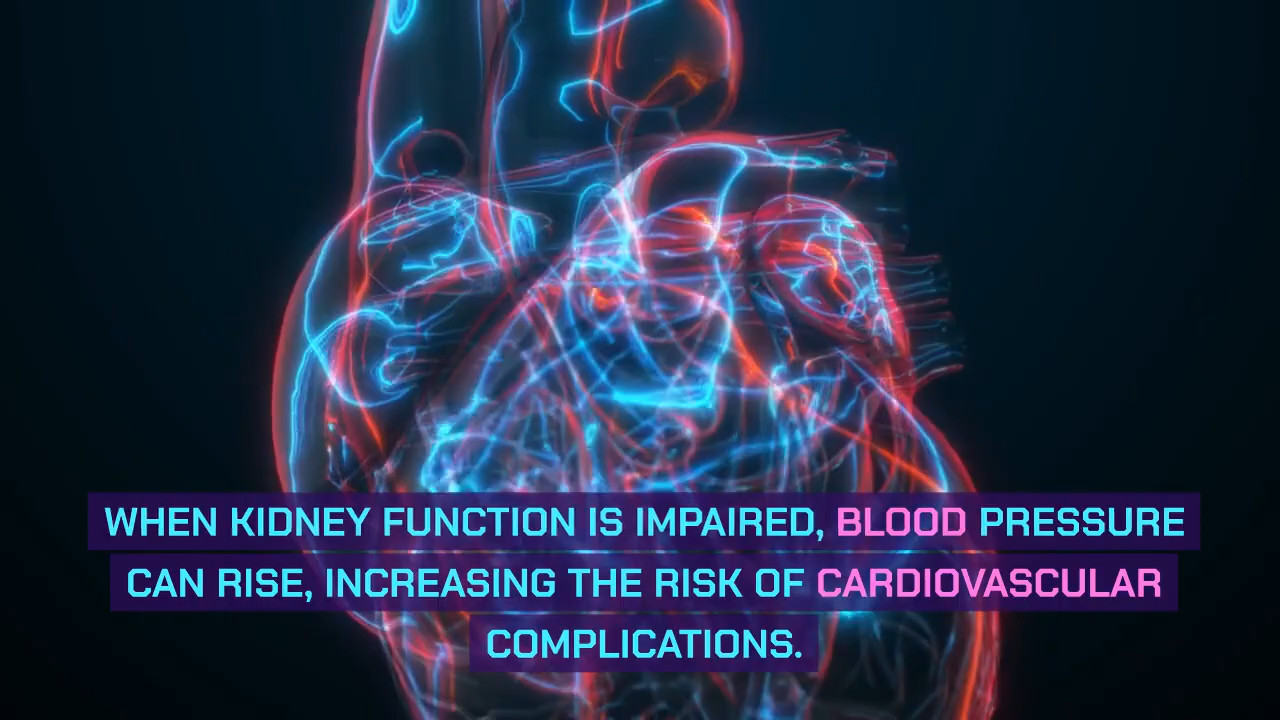 WHEN KIDNEY FUNCTION IS IMPAIRED, BLOOD PRESSURE
CAN RISE, INCREASING THE RISK OF CARDIOVASCULAR
COMPLICATIONS.